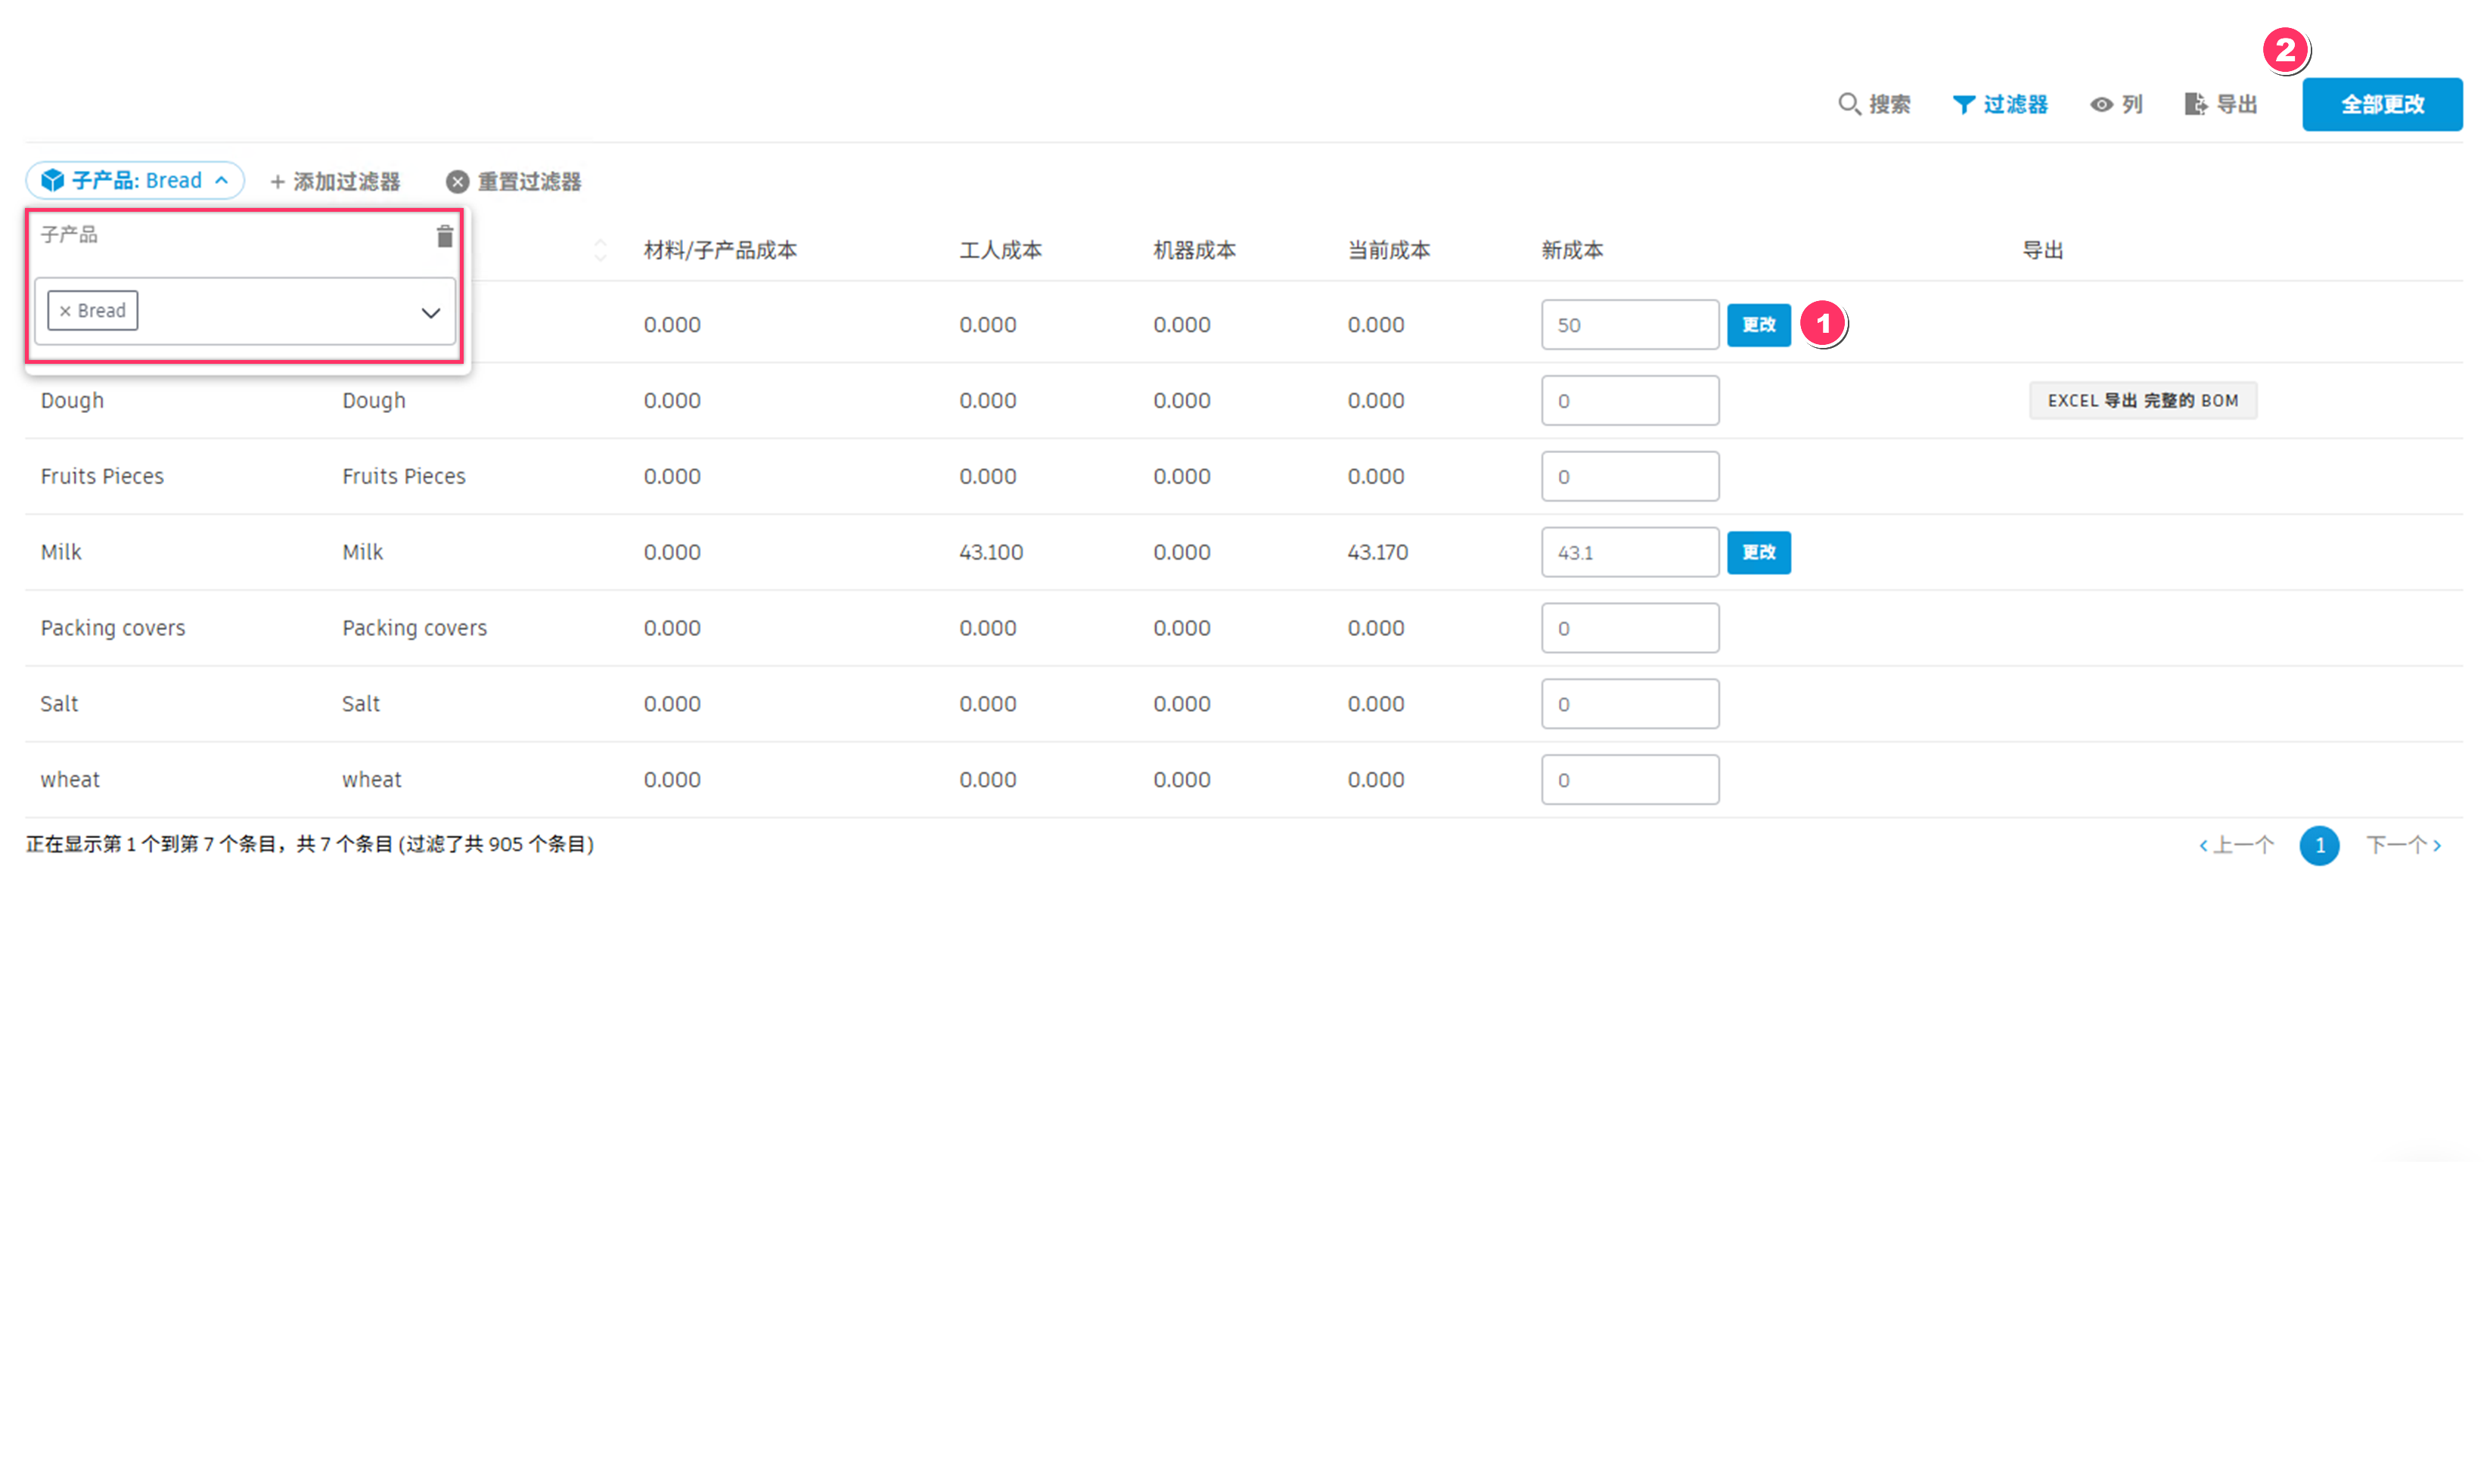 2
搜索 过滤器 列 导出 全部更改
子产品: Bread + 添加过滤器 重置过滤器
子产品
材料/子产品成本 工人成本 机器成本 当前成本 新成本 导出
× Bread
0.000 0.000 0.000 0.000 50 更改 1
Dough Dough 0.000 0.000 0.000 0.000 0 EXCEL 导出 完整的 BOM
Fruits Pieces Fruits Pieces 0.000 0.000 0.000 0.000 0
Milk Milk 0.000 43.100 0.000 43.170 43.1 更改
Packing covers Packing covers 0.000 0.000 0.000 0.000 0
Salt Salt 0.000 0.000 0.000 0.000 0
wheat wheat 0.000 0.000 0.000 0.000 0
正在显示第 1 个到第 7 个条目，共 7 个条目 (过滤了共 905 个条目)
‹ 上一个 1 下一个 ›